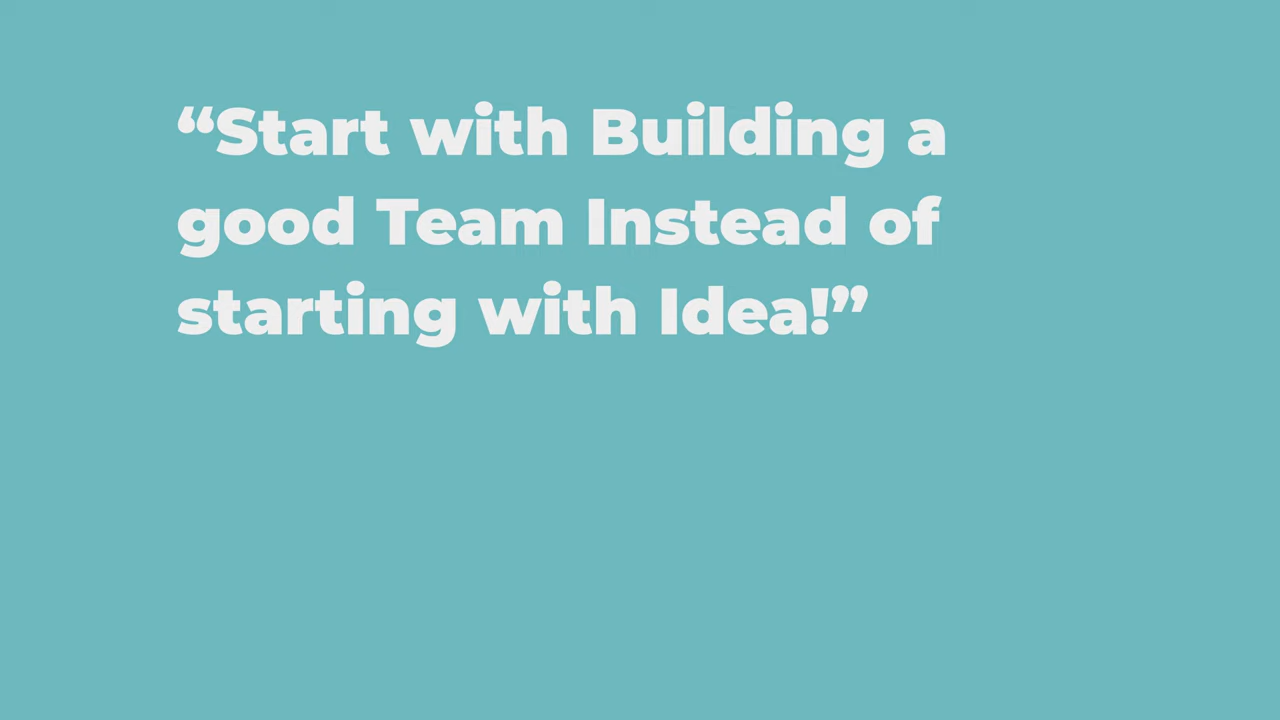 “Start with Building a
good Team Instead of
starting with Idea!”